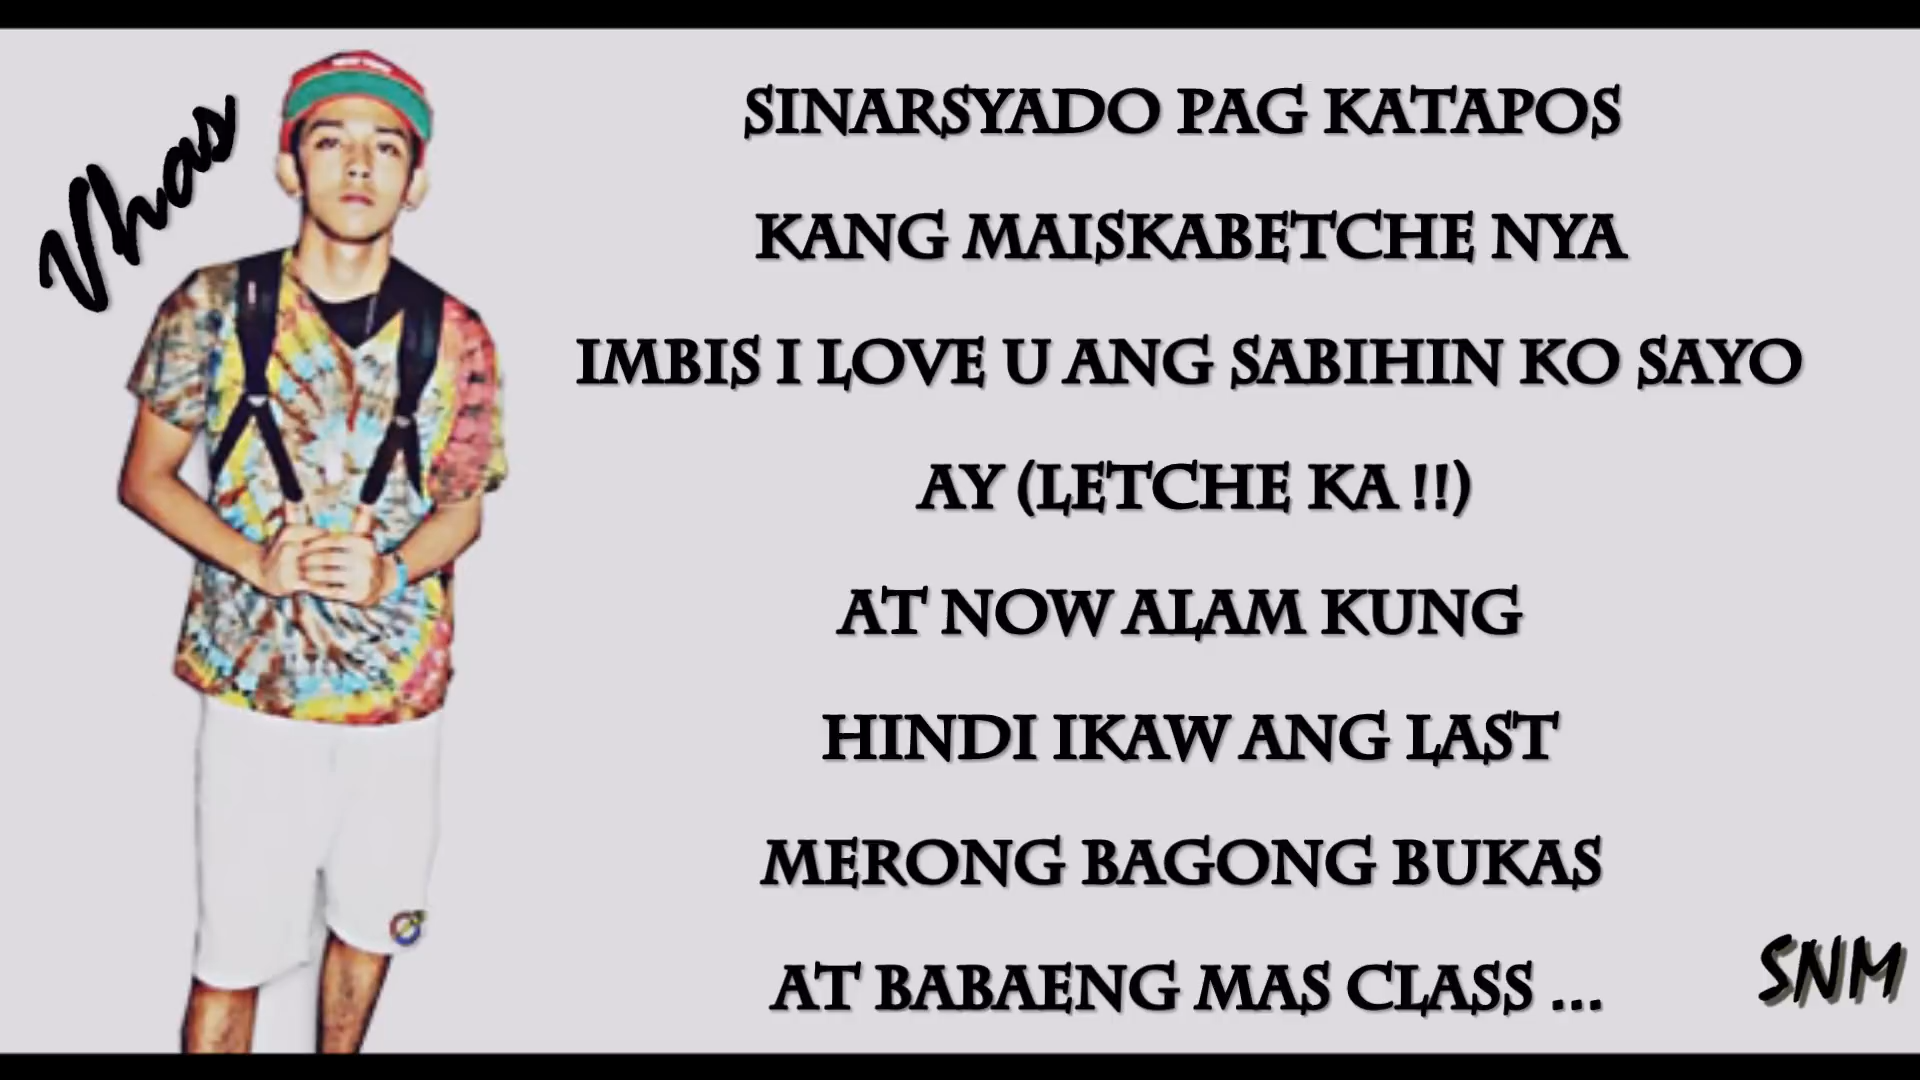 Vhas
SINARSYADO PAG KATAPOS
KANG MAISKABETCHE NYA
IMBIS I LOVE U ANG SABIHIN KO SAYO
AY (LETCHE KA !!)
AT NOW ALAM KUNG
HINDI IKAW ANG LAST
MERONG BAGONG BUKAS
AT BABAENG MAS CLASS ...
SNM